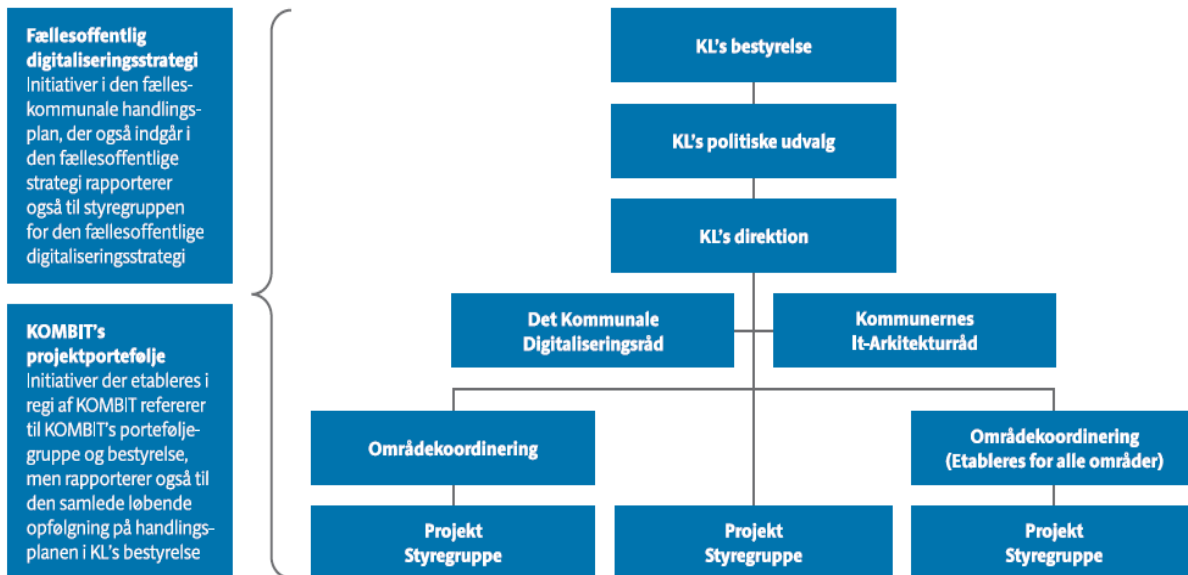 Fællesoffentlig
digitaliseringsstrategi
Initiativer i den fælles-
kommunale handlings-
plan, der også indgår i
den fællesoffentlige
strategi rapporterer
også til styregruppen
for den fællesoffentlige
digitaliseringsstrategi
KOMBIT's
projektportefølje
Initiativer der etableres i
regi af KOMBIT refererer
til KOMBIT's portefølje-
gruppe og bestyrelse,
men rapporterer også til
den samlede løbende
opfølgning på handlings-
planen i KL's bestyrelse
KL's bestyrelse
KL's politiske udvalg
KL's direktion
Det Kommunale
Digitaliseringsråd
Kommunernes
It-Arkitekturråd
Områdekoordinering
Områdekoordinering
(Etableres for alle områder)
Projekt
Styregruppe
Projekt
Styregruppe
Projekt
Styregruppe